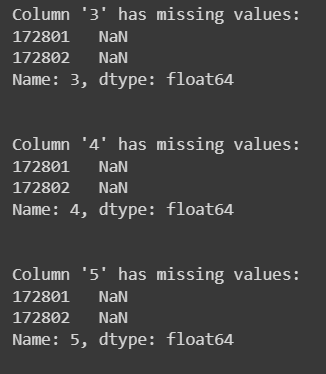 Column '3' has missing values:
172801   NaN
172802   NaN
Name: 3, dtype: float64
Column '4' has missing values:
172801   NaN
172802   NaN
Name: 4, dtype: float64
Column '5' has missing values:
172801   NaN
172802   NaN
Name: 5, dtype: float64